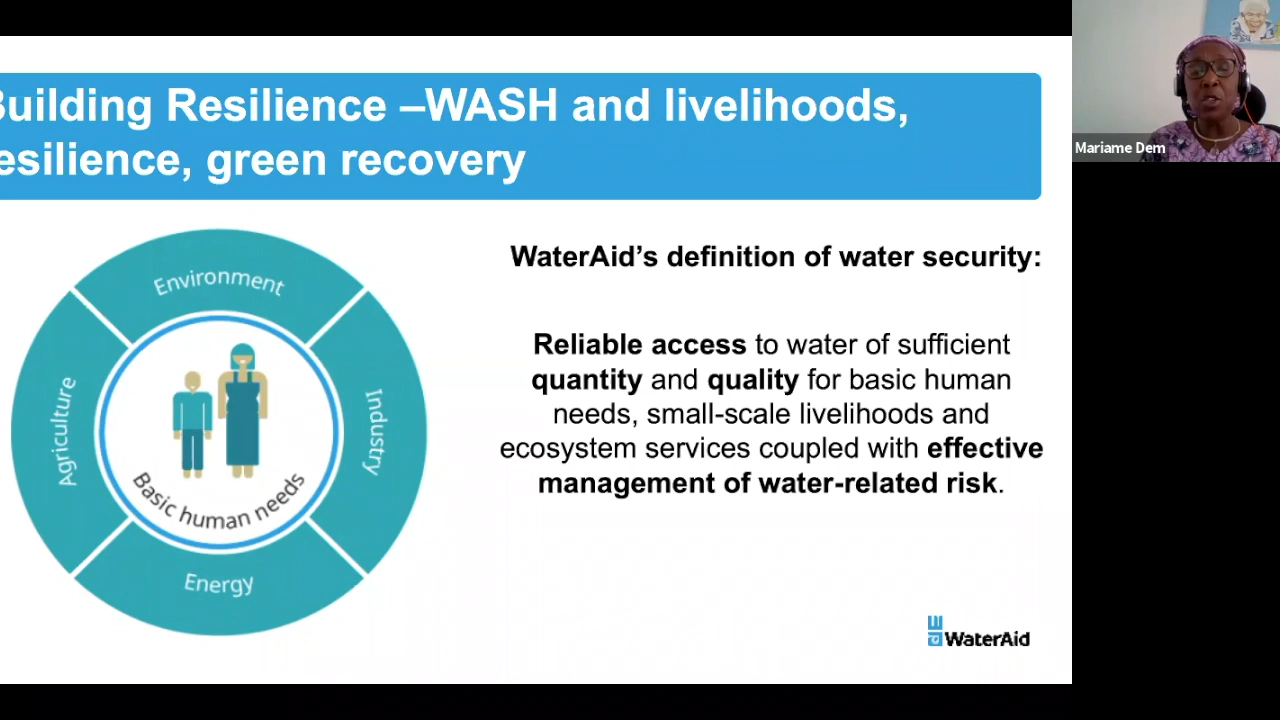 Building Resilience –WASH and livelihoods,
esilience, green recovery
Mariame Dem
WaterAid's definition of water security:
Environment
Agriculture
Industry
Basic human needs
Energy
Reliable access to water of sufficient
quantity and quality for basic human
needs, small-scale livelihoods and
ecosystem services coupled with effective
management of water-related risk.
WaterAid